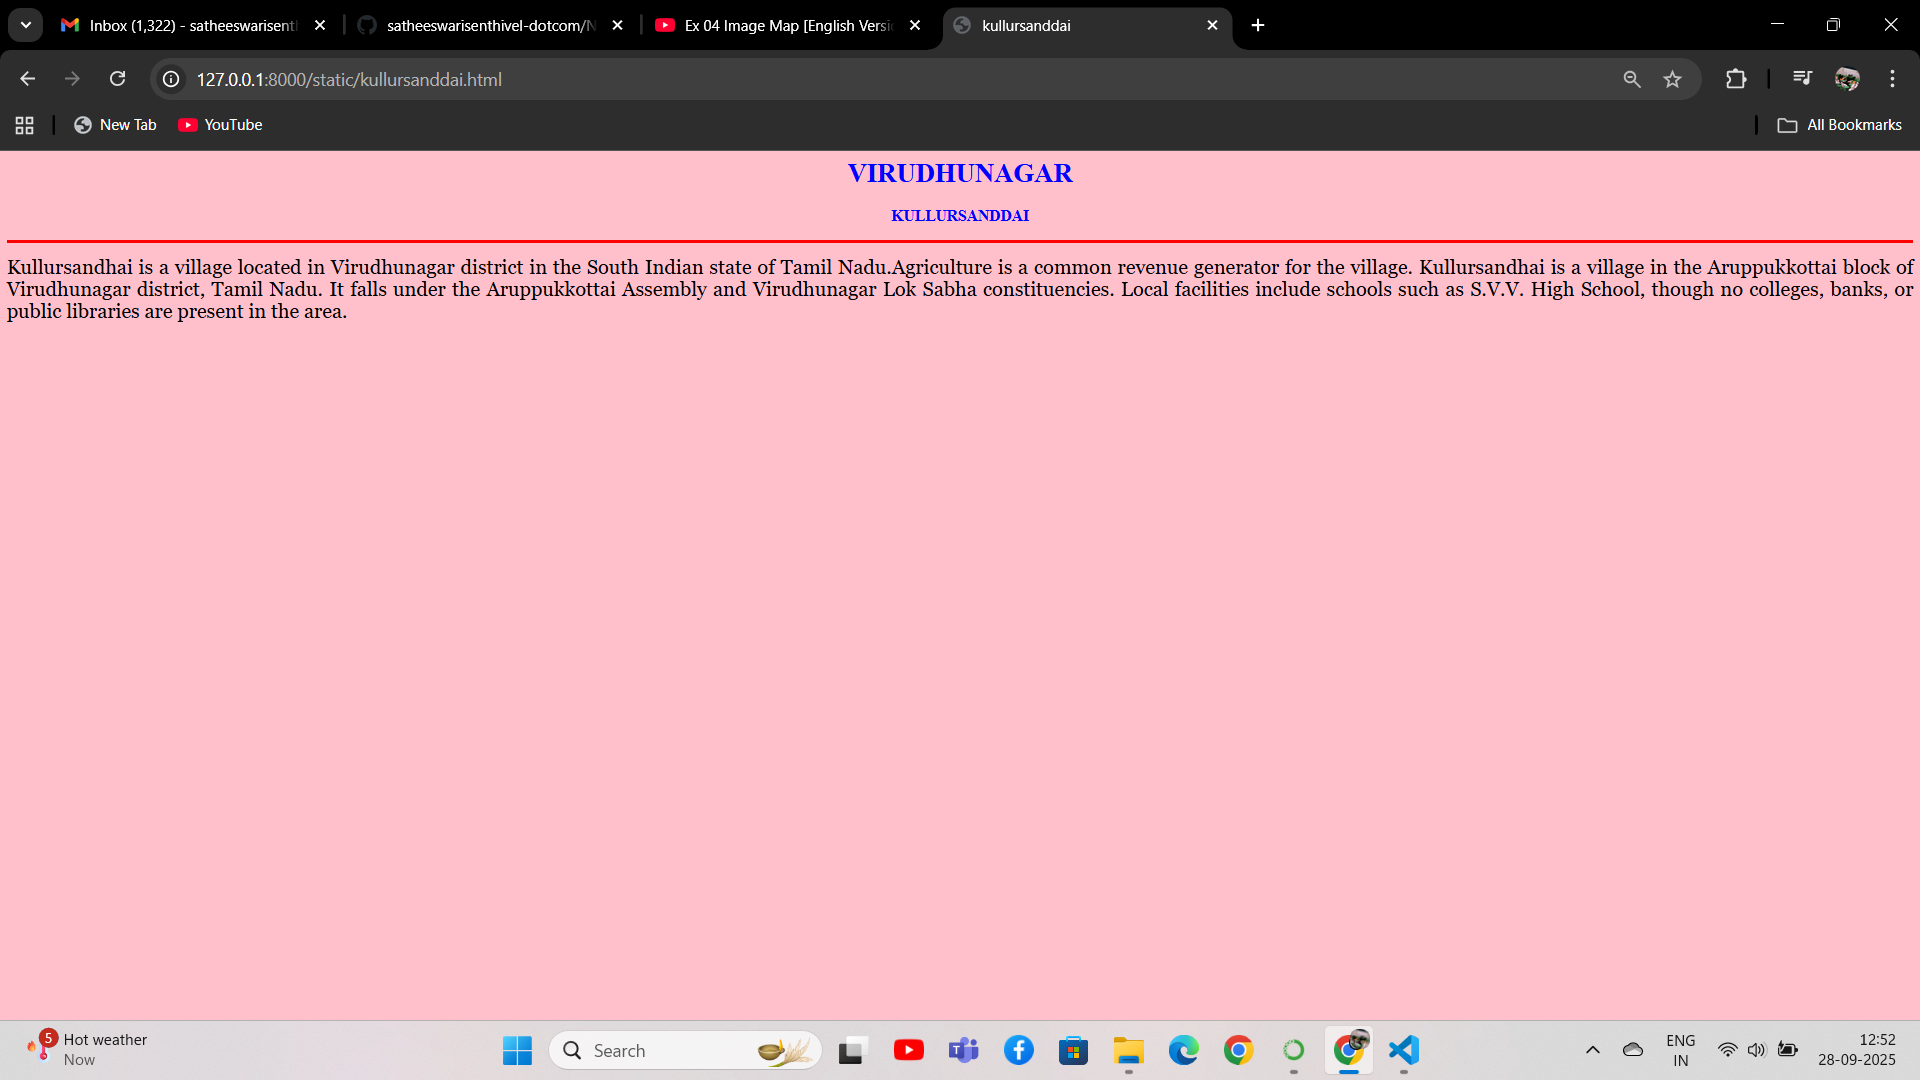 Inbox (1,322) - satheeswarisent
satheeswarisenthivel-dotcom/N
Ex 04 Image Map [English Versi
kullursanddai
127.0.0.1:8000/static/kullursanddai.html
New Tab
YouTube
All Bookmarks
VIRUDHUNAGAR
KULLURSANDDAI
Kullursandhai is a village located in Virudhunagar district in the South Indian state of Tamil Nadu.Agriculture is a common revenue generator for the village. Kullursandhai is a village in the Aruppukkottai block of
Virudhunagar district, Tamil Nadu. It falls under the Aruppukkottai Assembly and Virudhunagar Lok Sabha constituencies. Local facilities include schools such as S.V.V. High School, though no colleges, banks, or
public libraries are present in the area.
5
Hot weather
Now
Search
ENG
IN
12:52
28-09-2025